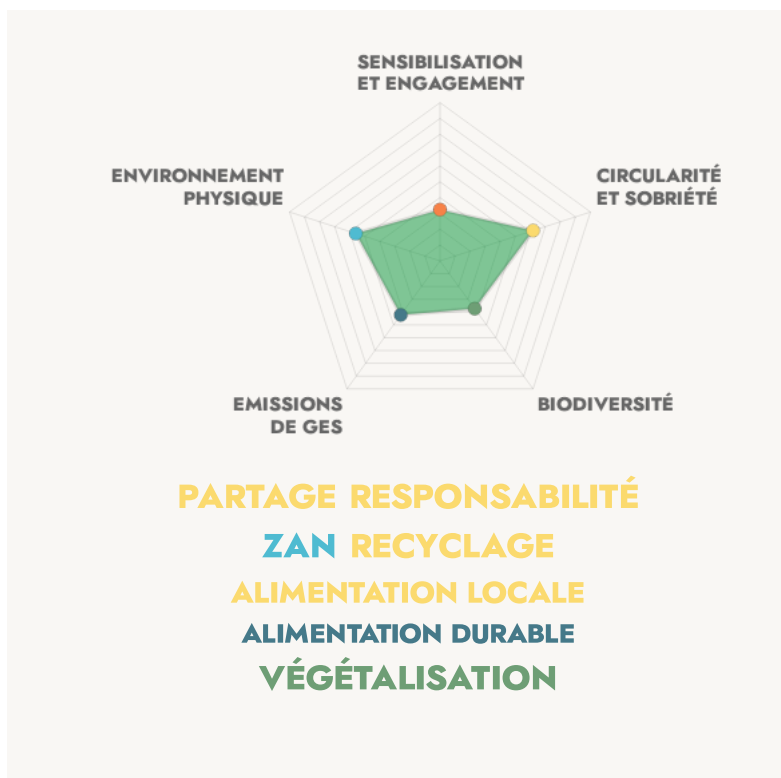 SENSIBILISATION
ET ENGAGEMENT
ENVIRONNEMENT
PHYSIQUE
CIRCULARITÉ
ET SOBRIÉTÉ
EMISSIONS
DE GES
BIODIVERSITÉ
PARTAGE RESPONSABILITÉ
ZAN RECYCLAGE
ALIMENTATION LOCALE
ALIMENTATION DURABLE
VÉGÉTALISATION